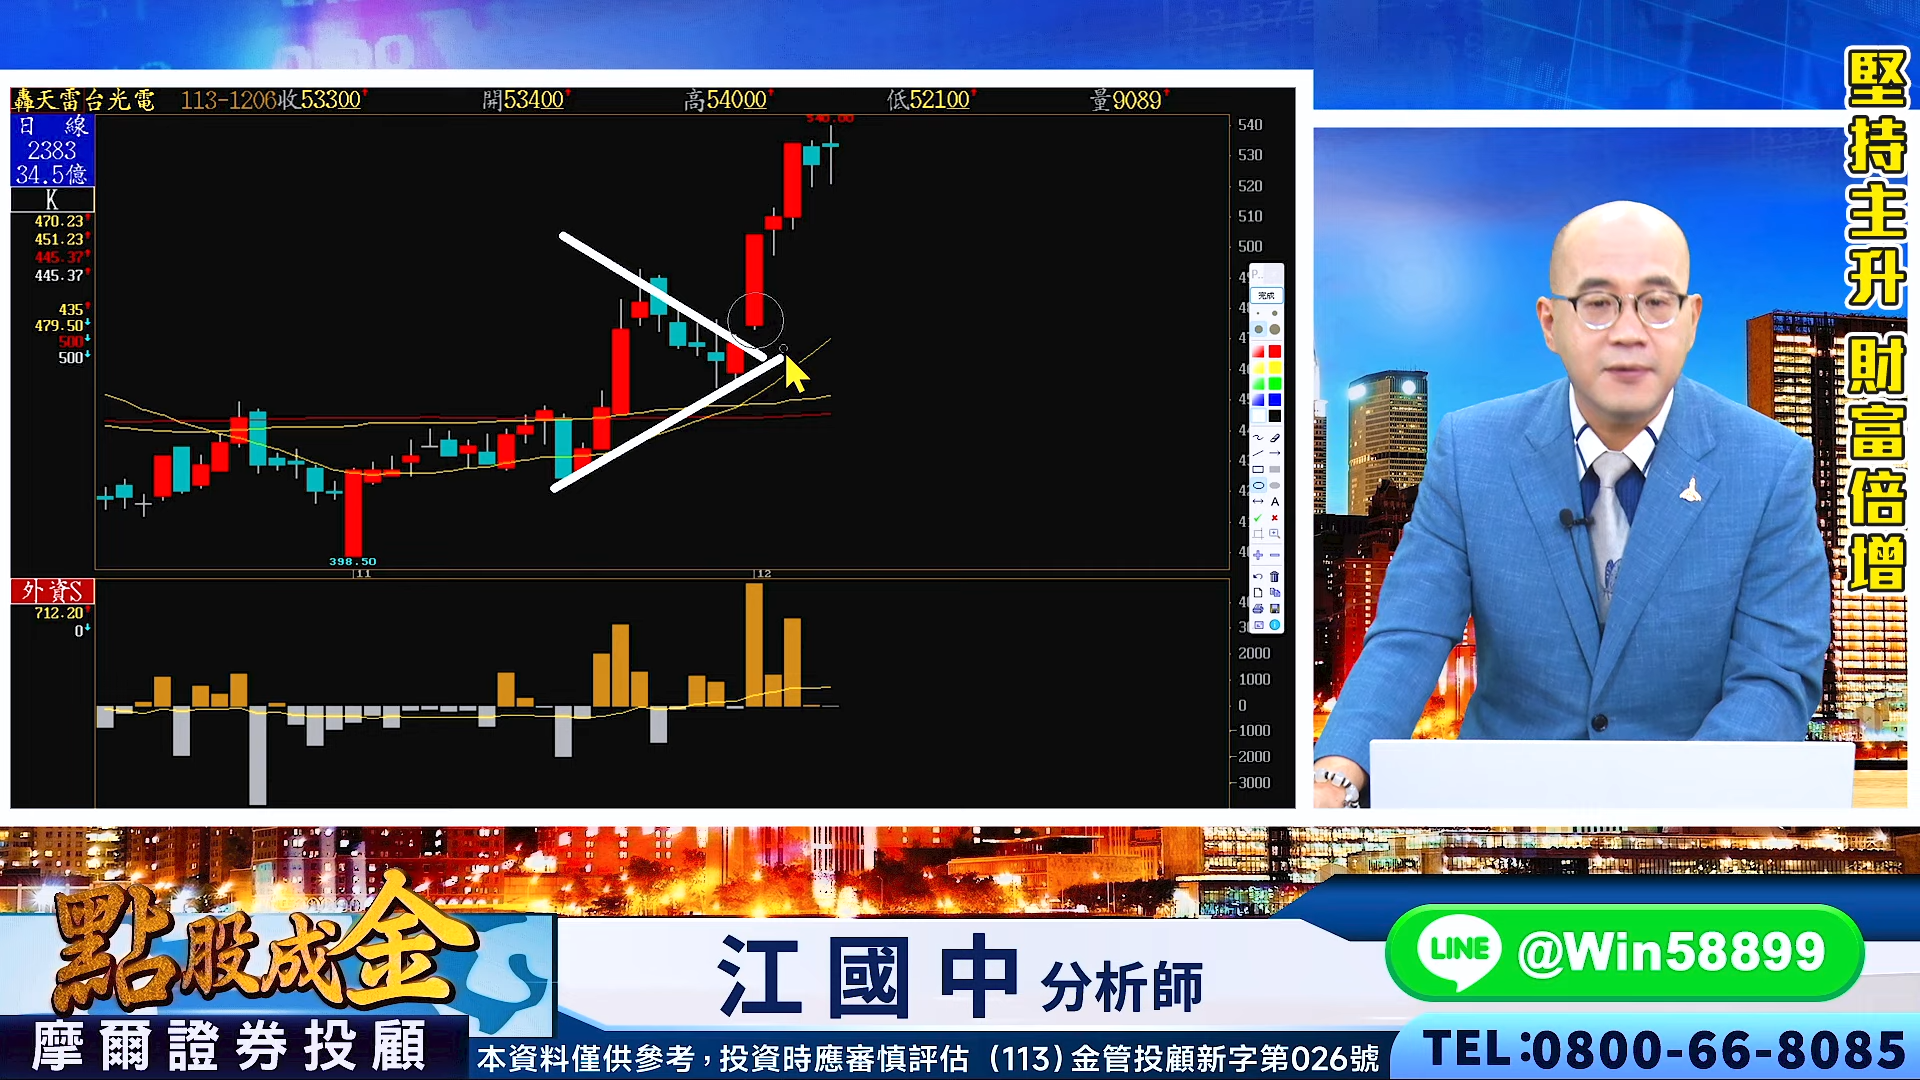 轟天雷台光電 113-1206收53300 開53400 高54000 低52100 量9089
日 線
2383
34.5億
K
470.23
451.23
445.37
445.37
435
479.50
500
500
540.00
540
530
520
510
500
398.50
11
12
外資S
712.20
0
2000
1000
0
1000
2000
3000
完成
A
堅持主升 財富倍增
點股成金
摩爾證券投顧
江國中 分析師
LINE @Win58899
本資料僅供參考，投資時應審慎評估 (113) 金管投顧新字第026號
TEL:0800-66-8085